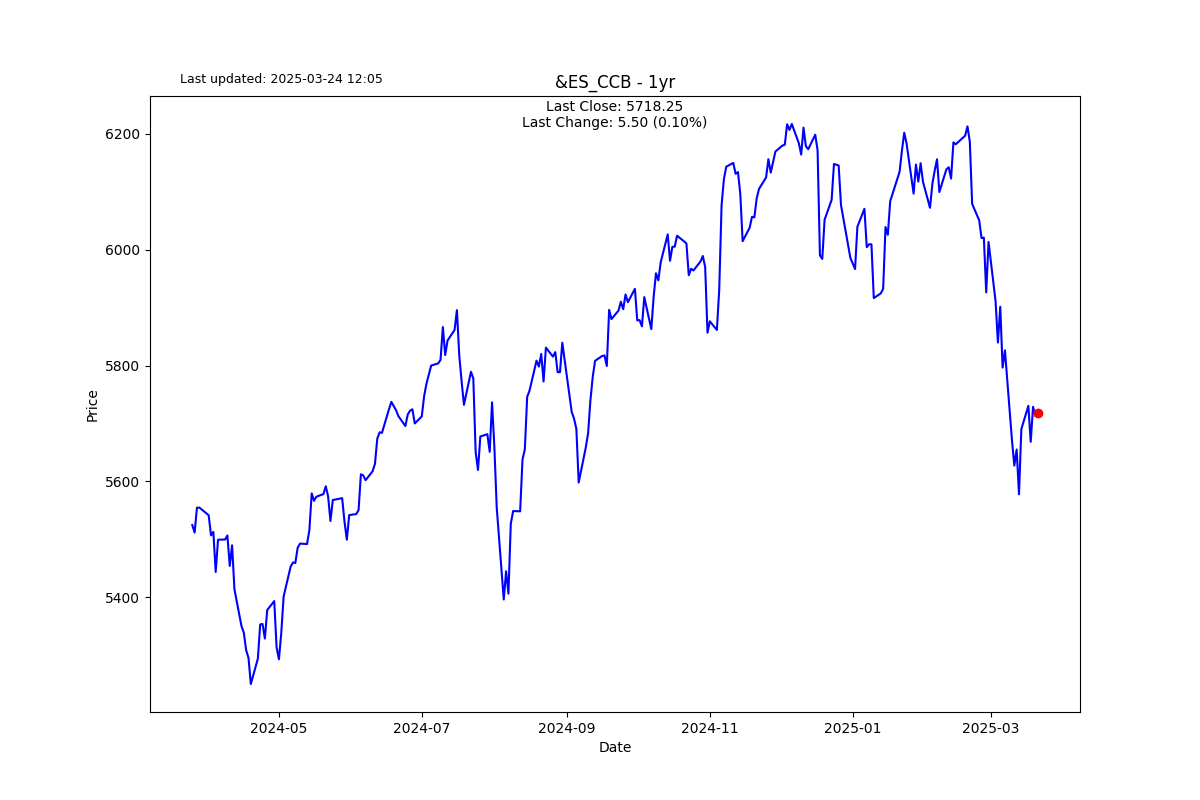 Last updated: 2025-03-24 12:05
&ES_CCB - 1yr
Last Close: 5718.25
Last Change: 5.50 (0.10%)
6200
6000
5800
5600
5400
Price
2024-05
2024-07
2024-09
2024-11
2025-01
2025-03
Date